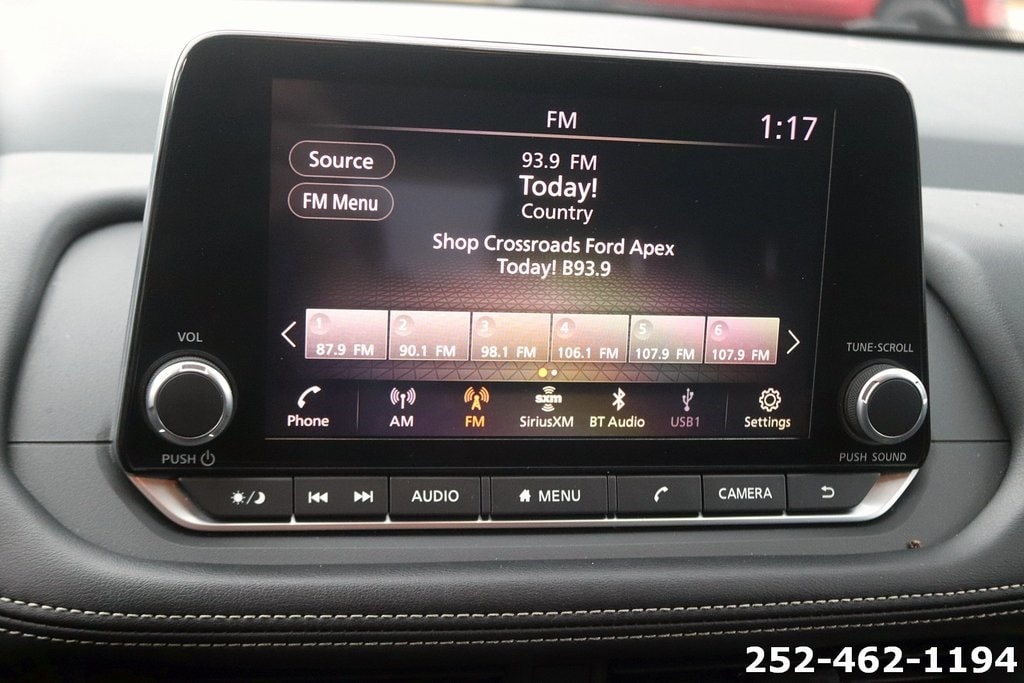 FM
1:17
Source
FM Menu
93.9 FM
Today!
Country
Shop Crossroads Ford Apex
Today! B93.9
1 2 3 4 5 6
87.9 FM 90.1 FM 98.1 FM 106.1 FM 107.9 FM 107.9 FM
VOL
TUNE·SCROLL
sxm
Phone AM FM SiriusXM BT Audio USB1 Settings
PUSH
PUSH SOUND
AUDIO MENU CAMERA
252-462-1194